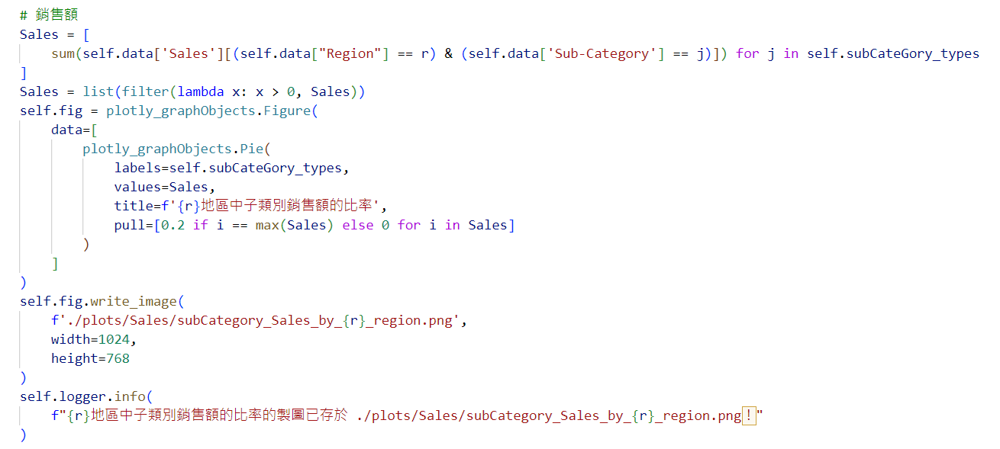 # 銷售額
Sales = [
    sum(self.data['Sales'][(self.data["Region"] == r) & (self.data['Sub-Category'] == j)]) for j in self.subCateGory_types
]
Sales = list(filter(lambda x: x > 0, Sales))
self.fig = plotly_graphObjects.Figure(
    data=[
        plotly_graphObjects.Pie(
            labels=self.subCateGory_types,
            values=Sales,
            title=f'{r}地區中子類別銷售額的比率',
            pull=[0.2 if i == max(Sales) else 0 for i in Sales]
        )
    ]
)
self.fig.write_image(
    f'./plots/Sales/subCategory_Sales_by_{r}_region.png',
    width=1024,
    height=768
)
self.logger.info(
    f"{r}地區中子類別銷售額的比率的製圖已存於 ./plots/Sales/subCategory_Sales_by_{r}_region.png！"
)